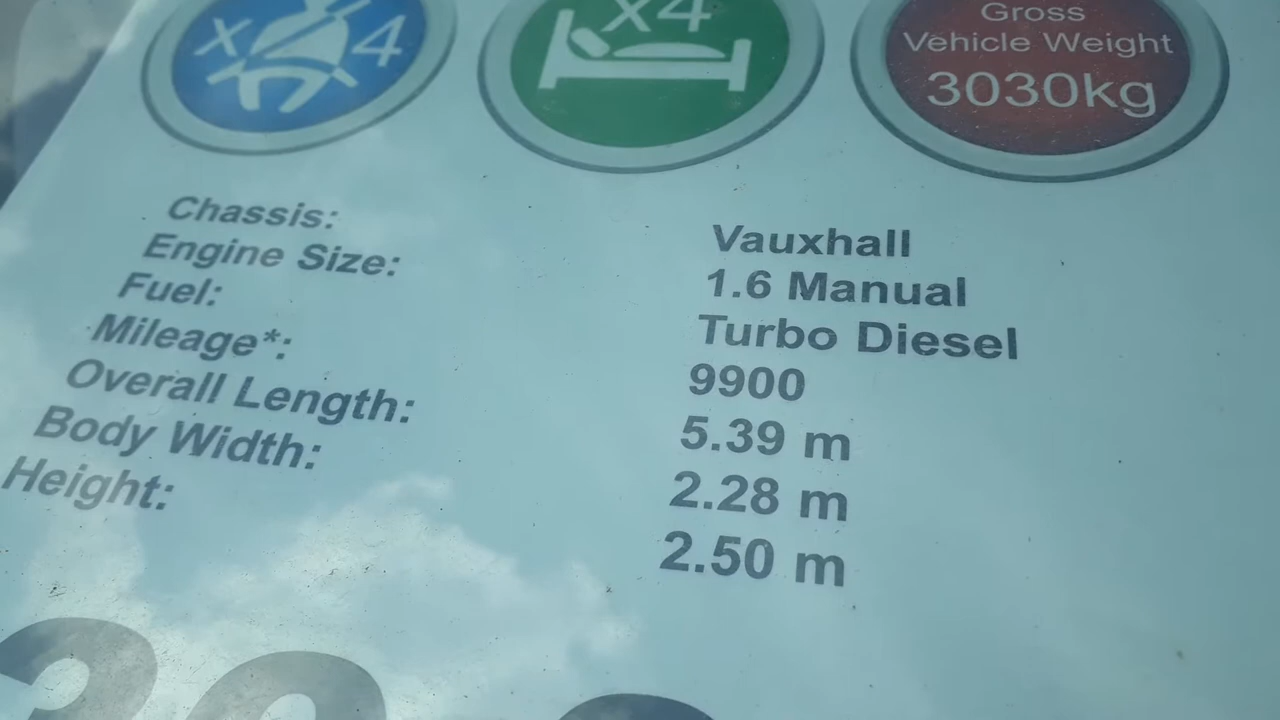 x 4
x4
Gross
Vehicle Weight
3030kg
Chassis: Vauxhall
Engine Size: 1.6 Manual
Fuel: Turbo Diesel
Mileage*: 9900
Overall Length: 5.39 m
Body Width: 2.28 m
Height: 2.50 m